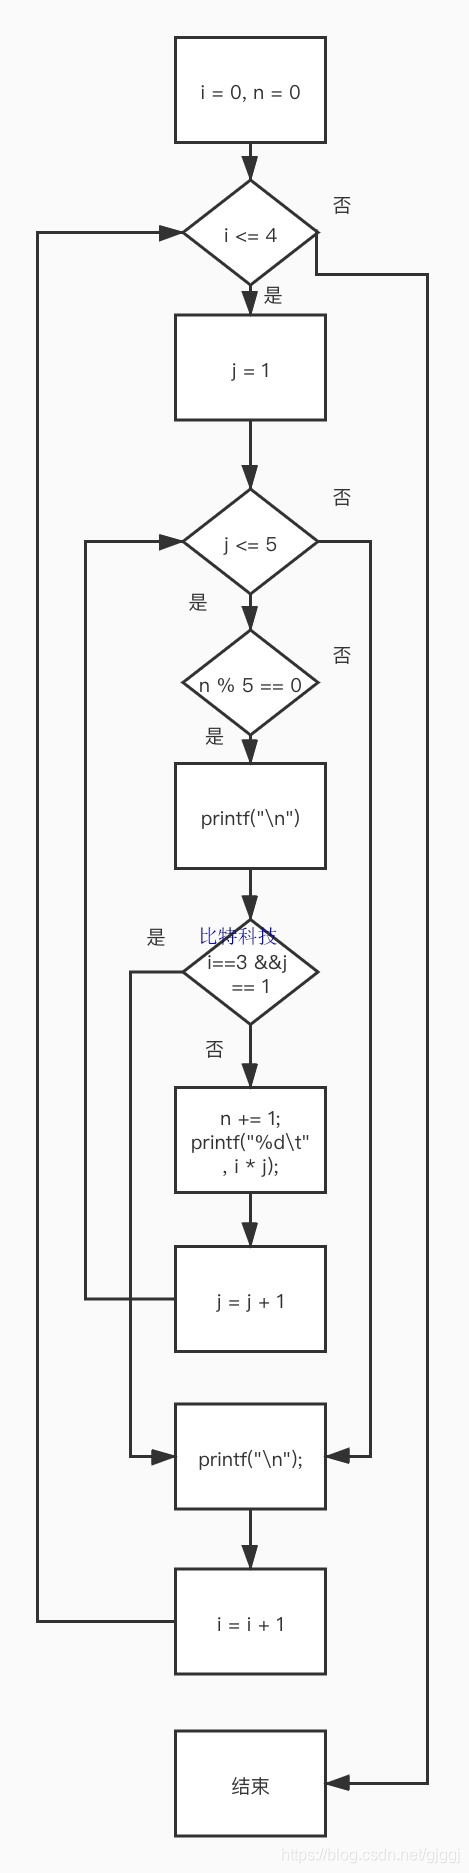 i = 0, n = 0
否
i <= 4
是
j = 1
否
j <= 5
是
否
n % 5 == 0
是
printf("\n")
是
比特科技
i==3 &&j
== 1
否
n += 1;
printf("%d\t"
, i * j);
j = j + 1
printf("\n");
i = i + 1
结束
https://blog.csdn.net/gjggj